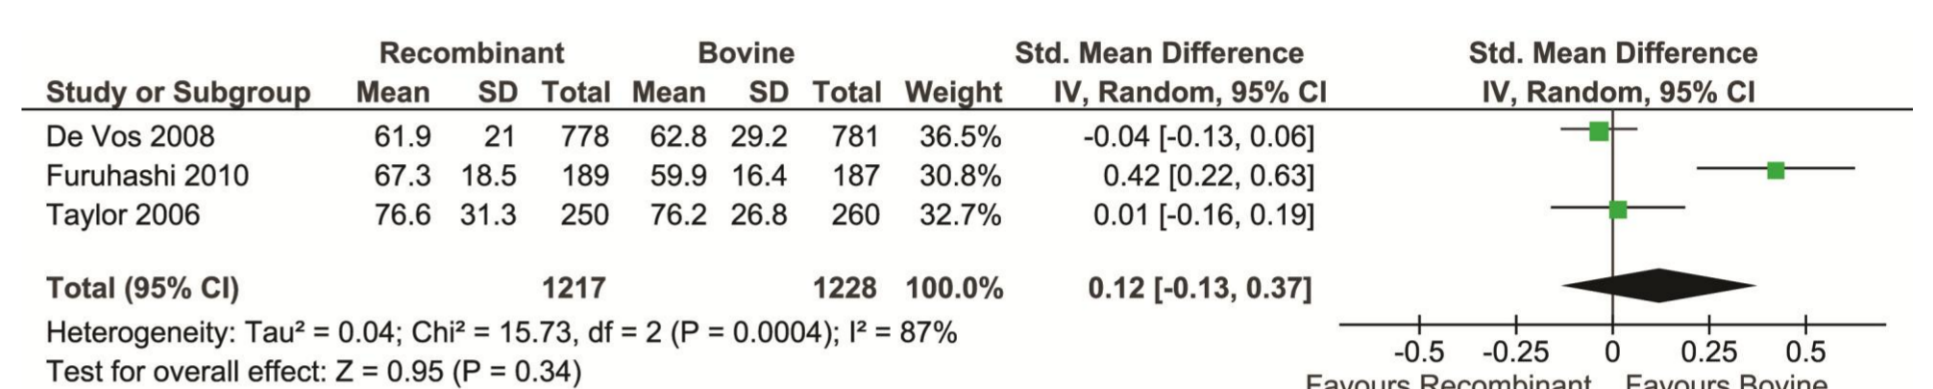 Recombinant Bovine Std. Mean Difference Std. Mean Difference
Study or Subgroup Mean SD Total Mean SD Total Weight IV, Random, 95% CI IV, Random, 95% CI
De Vos 2008 61.9 21 778 62.8 29.2 781 36.5% -0.04 [-0.13, 0.06]
Furuhashi 2010 67.3 18.5 189 59.9 16.4 187 30.8% 0.42 [0.22, 0.63]
Taylor 2006 76.6 31.3 250 76.2 26.8 260 32.7% 0.01 [-0.16, 0.19]
Total (95% CI) 1217 1228 100.0% 0.12 [-0.13, 0.37]
Heterogeneity: Tau² = 0.04; Chi² = 15.73, df = 2 (P = 0.0004); I² = 87%
Test for overall effect: Z = 0.95 (P = 0.34)
-0.5 -0.25 0 0.25 0.5
Favours Recombinant Favours Bovine